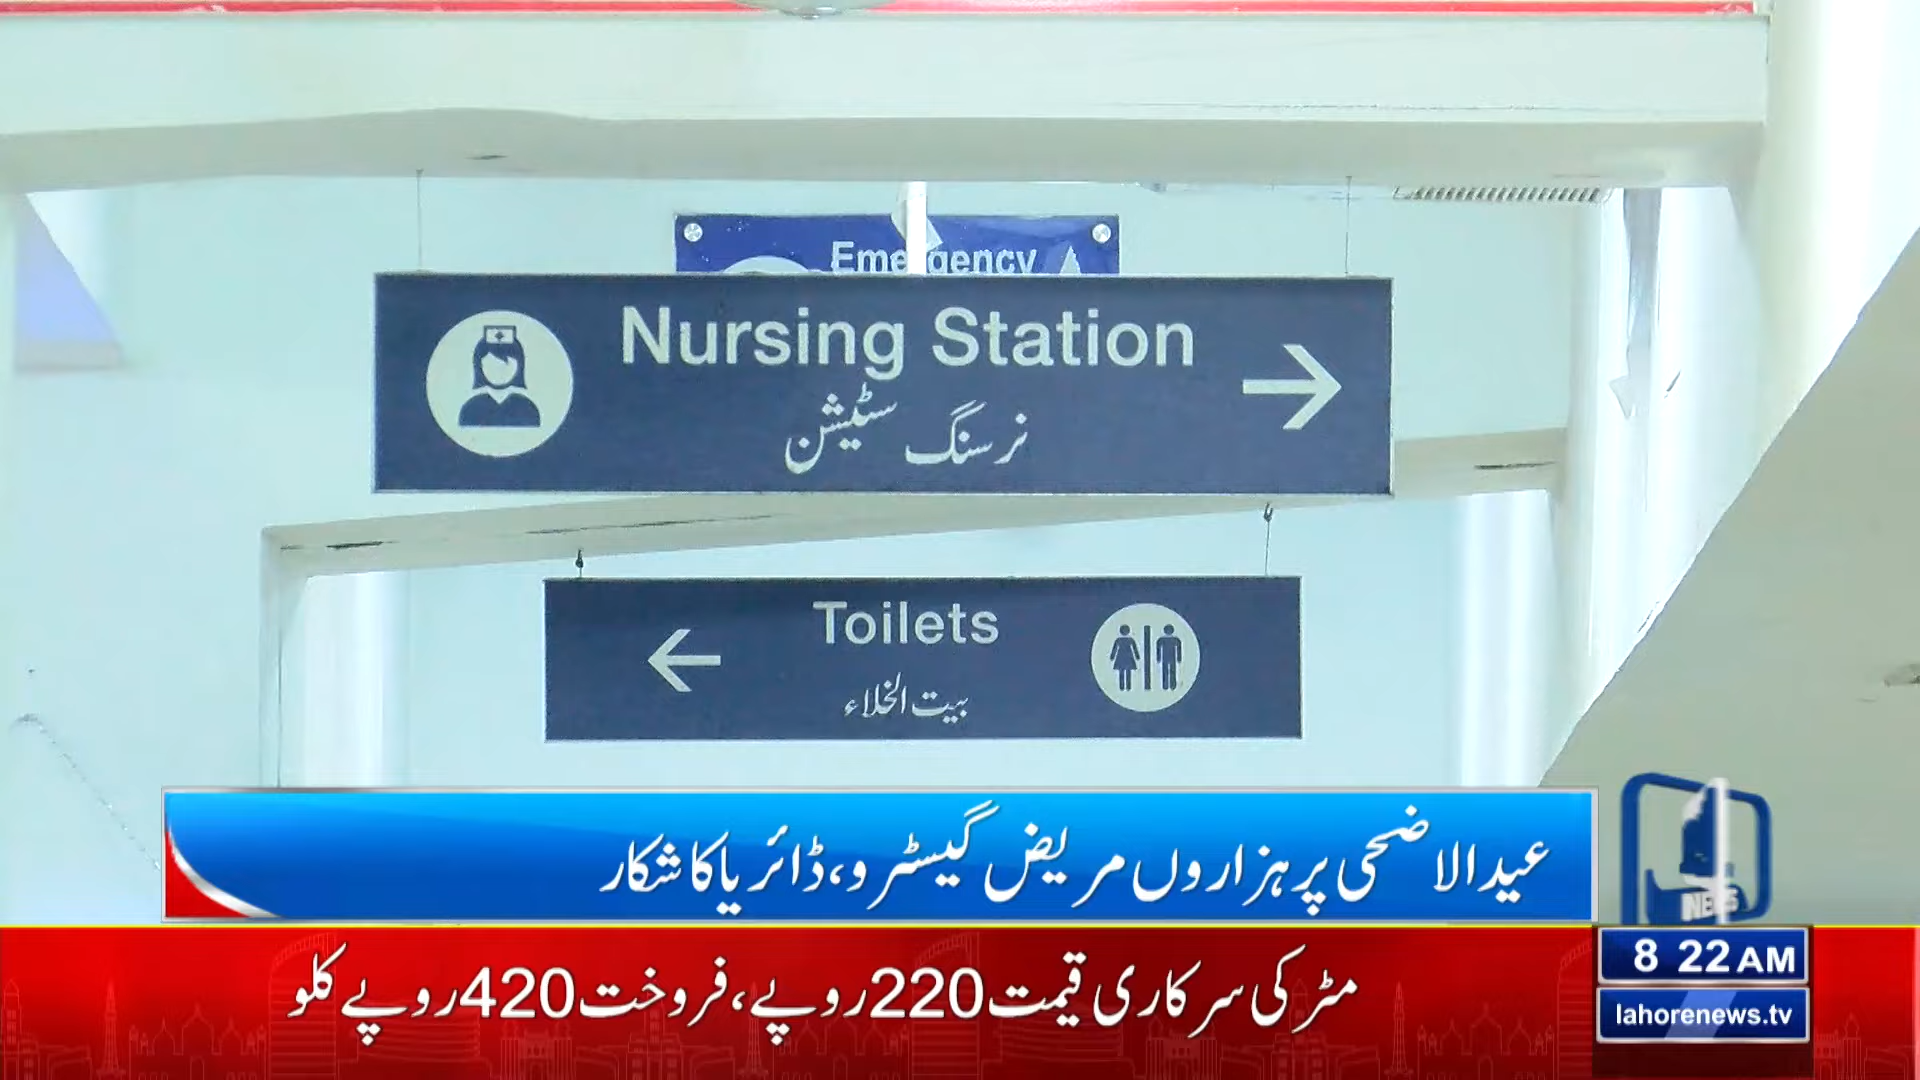 Emergency
Nursing Station
نرسنگ سٹیشن
Toilets
بیت الخلاء
عیدالاضحی پر ہزاروں مریض گیسٹرو، ڈائریا کا شکار
NEWS
مٹر کی سرکاری قیمت 220 روپے، فروخت 420 روپے کلو
8 22 AM
lahorenews.tv